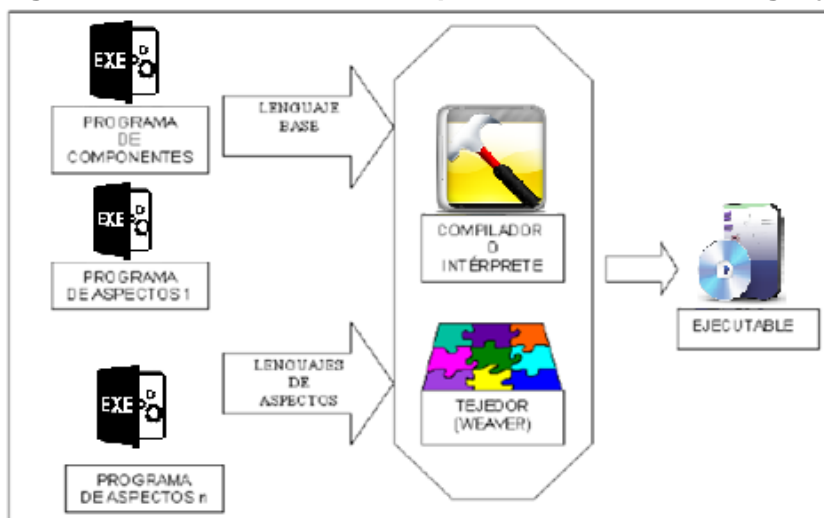 EXE
PROGRAMA
DE
COMPONENTES
LENGUAJE
BASE
EXE
PROGRAMA
DE ASPECTOS 1
COMPILADOR
O
INTÉRPRETE
EJECUTABLE
LENGUAJES
DE
ASPECTOS
EXE
TEJEDOR
(WEAVER)
PROGRAMA
DE ASPECTOS n